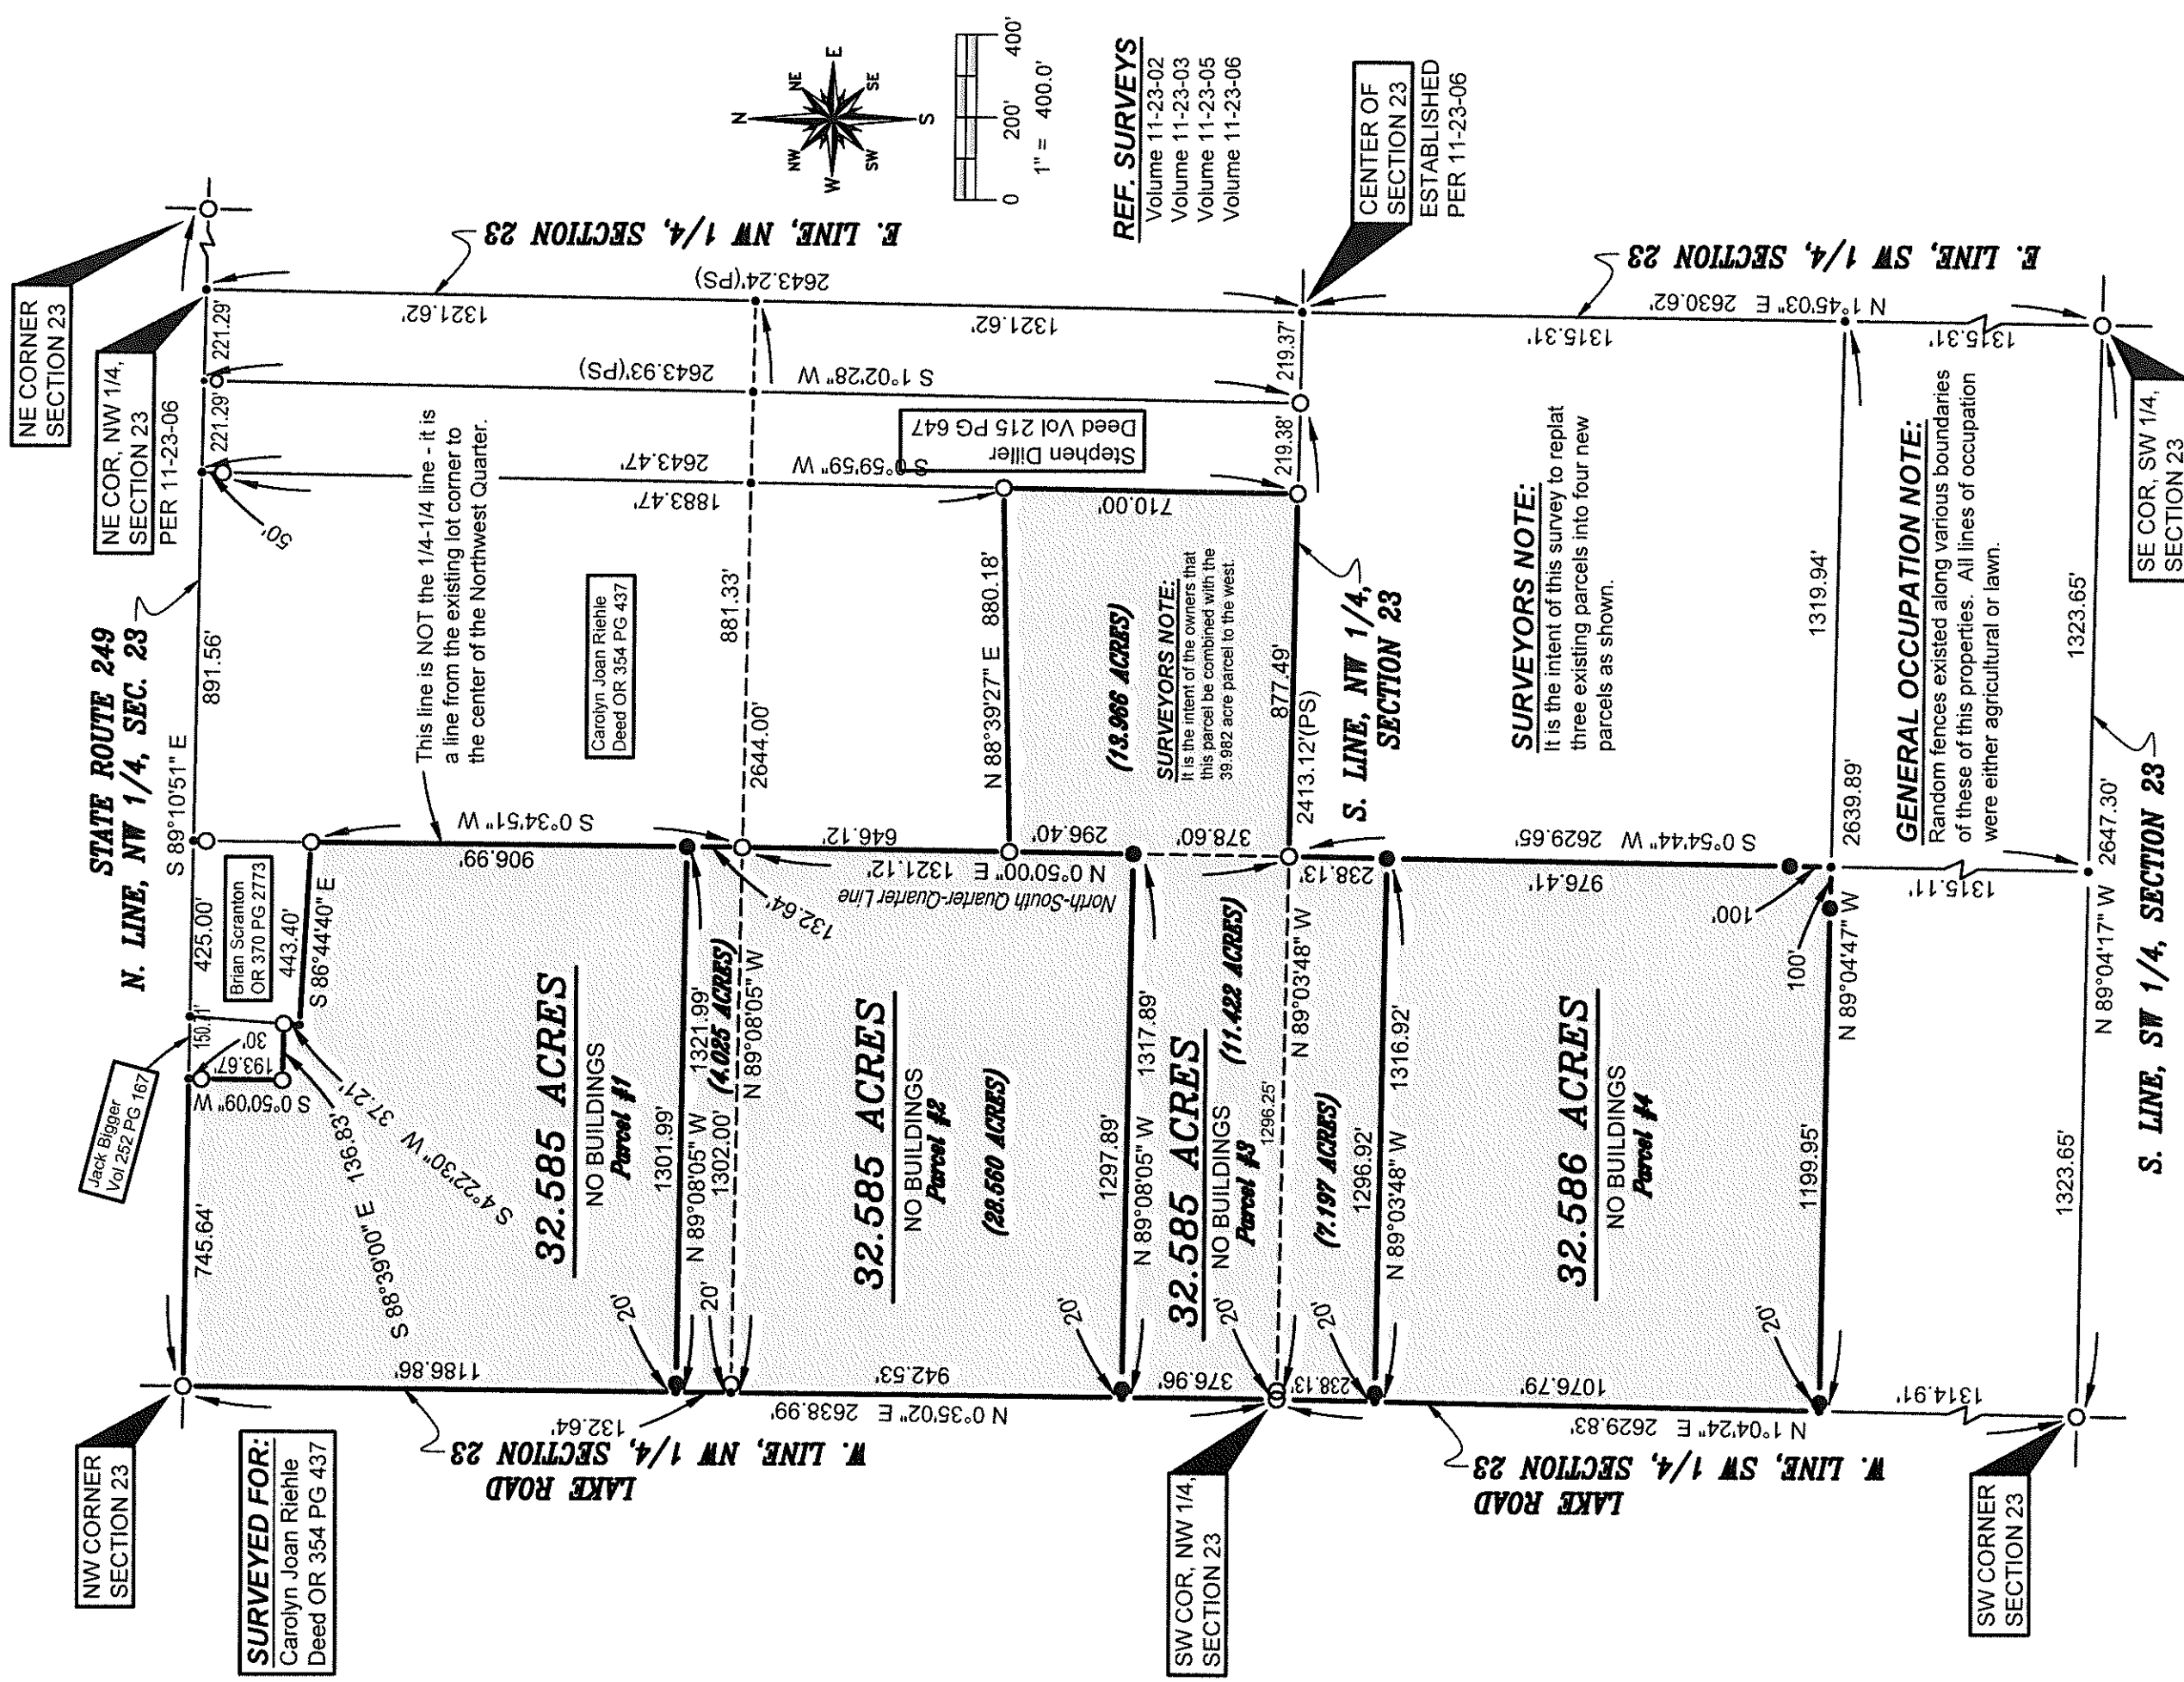 NE CORNER
SECTION 23
NE COR, NW 1/4,
SECTION 23
PER 11-23-06
NW CORNER
SECTION 23
SURVEYED FOR:
Carolyn Joan Riehle
Deed OR 354 PG 437
Jack Bigger
Vol 252 PG 167
STATE ROUTE 249
N. LINE, NW 1/4, SEC. 23
S 89°10'51" E
745.64'
150.71'
425.00'
891.56'
221.29'
221.29'
50'
30'
193.67'
S 0°50'09" W
Brian Scranton
OR 370 PG 2773
443.40'
S 86°44'40" E
37.21'
S 4°22'30" W
S 88°39'00" E 136.83'
This line is NOT the 1/4-1/4 line - it is
a line from the existing lot corner to
the center of the Northwest Quarter.
Carolyn Joan Riehle
Deed OR 354 PG 437
E. LINE, NW 1/4, SECTION 23
N
NE
E
SE
S
SW
W
NW
0
200'
400'
1" = 400.0'
REF. SURVEYS
Volume 11-23-02
Volume 11-23-03
Volume 11-23-05
Volume 11-23-06
1321.62'
2643.24'(PS)
1321.62'
2643.93'(PS)
S 1°02'28" W
2643.47'
S 0°59'59" W
1883.47'
Stephen Diller
Deed Vol 215 PG 647
32.585 ACRES
NO BUILDINGS
Parcel #1
906.99'
S 0°34'51" W
1186.86'
20'
1301.99'
1321.99'
N 89°08'05" W
1302.00'
(4.025 ACRES)
N 89°08'05" W
20'
132.64'
132.64'
881.33'
2644.00'
LAKE ROAD
W. LINE, NW 1/4, SECTION 23
N 0°35'02" E 2638.99'
942.53'
32.585 ACRES
NO BUILDINGS
Parcel #2
(28.560 ACRES)
North-South Quarter-Quarter Line
N 0°50'00" E 1321.12'
646.12'
N 88°39'27" E 880.18'
710.00'
(13.966 ACRES)
SURVEYORS NOTE:
It is the intent of the owners that
this parcel be combined with the
39.982 acre parcel to the west.
296.40'
378.60'
877.49'
219.38'
219.37'
2413.12'(PS)
S. LINE, NW 1/4,
SECTION 23
CENTER OF
SECTION 23
ESTABLISHED
PER 11-23-06
20'
1297.89'
1317.89'
N 89°08'05" W
32.585 ACRES
NO BUILDINGS
Parcel #3
(11.422 ACRES)
376.96'
1296.25'
N 89°03'48" W
20'
SW COR, NW 1/4,
SECTION 23
238.13'
238.13'
(7.197 ACRES)
20'
1296.92'
1316.92'
N 89°03'48" W
LAKE ROAD
W. LINE, SW 1/4, SECTION 23
N 1°04'24" E 2629.83'
1076.79'
32.586 ACRES
NO BUILDINGS
Parcel #4
976.41'
S 0°54'44" W 2629.65'
SURVEYORS NOTE:
It is the intent of this survey to replat
three existing parcels into four new
parcels as shown.
1315.31'
N 1°45'03" E 2630.62'
E. LINE, SW 1/4, SECTION 23
20'
1199.95'
100'
100'
N 89°04'47" W
2639.89'
1319.94'
1314.91'
1315.11'
1315.31'
GENERAL OCCUPATION NOTE:
Random fences existed along various boundaries
of these of this properties. All lines of occupation
were either agricultural or lawn.
SW CORNER
SECTION 23
1323.65'
N 89°04'17" W 2647.30'
1323.65'
S. LINE, SW 1/4, SECTION 23
SE COR, SW 1/4,
SECTION 23